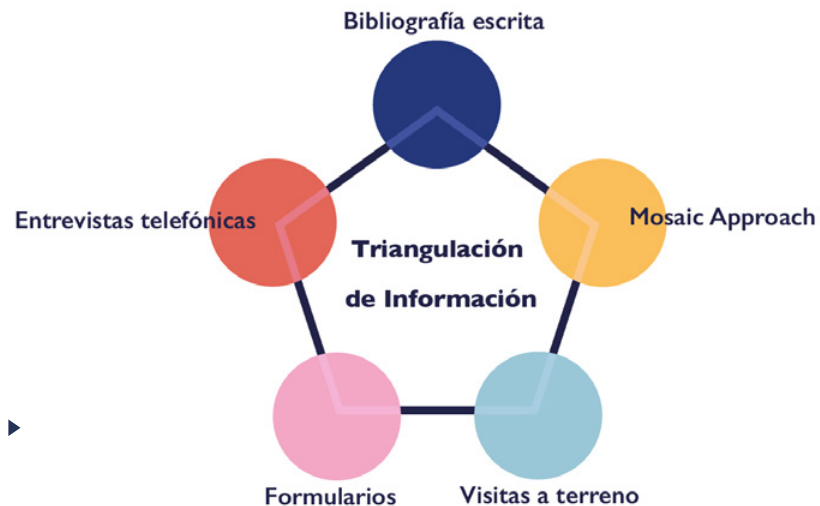 Bibliografía escrita
Entrevistas telefónicas
Mosaic Approach
Triangulación
de Información
Formularios
Visitas a terreno